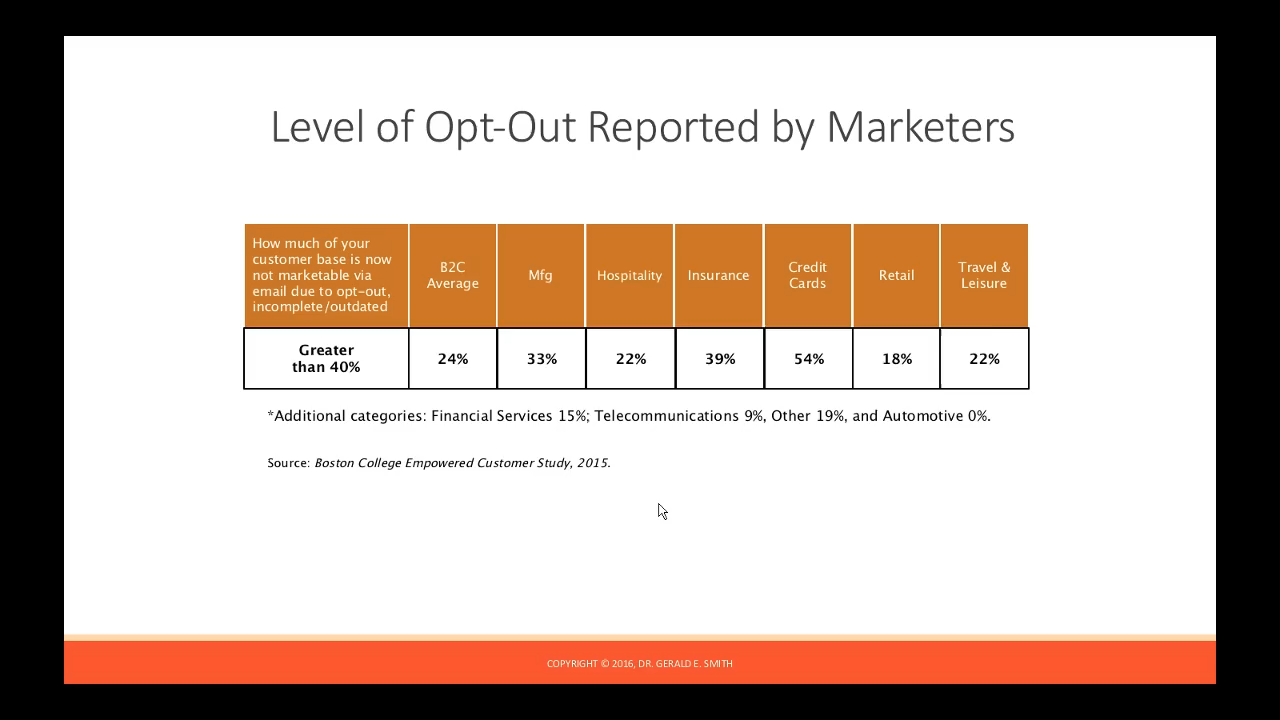 Level of Opt-Out Reported by Marketers
How much of your
customer base is now
not marketable via
email due to opt-out,
incomplete/outdated
B2C
Average
Mfg
Hospitality
Insurance
Credit
Cards
Retail
Travel &
Leisure
Greater
than 40%
24%
33%
22%
39%
54%
18%
22%
*Additional categories: Financial Services 15%; Telecommunications 9%, Other 19%, and Automotive 0%.
Source: Boston College Empowered Customer Study, 2015.
COPYRIGHT © 2016, DR. GERALD E. SMITH